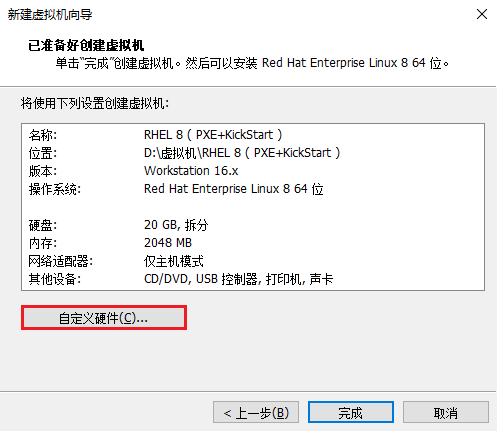 新建虚拟机向导
已准备好创建虚拟机
单击“完成”创建虚拟机。然后可以安装 Red Hat Enterprise Linux 8 64 位。
将使用下列设置创建虚拟机:
名称: RHEL 8 ( PXE+KickStart )
位置: D:\虚拟机\RHEL 8 ( PXE+KickStart )
版本: Workstation 16.x
操作系统: Red Hat Enterprise Linux 8 64 位
硬盘: 20 GB, 拆分
内存: 2048 MB
网络适配器: 仅主机模式
其他设备: CD/DVD, USB 控制器, 打印机, 声卡
自定义硬件(C)...
< 上一步(B) 完成 取消